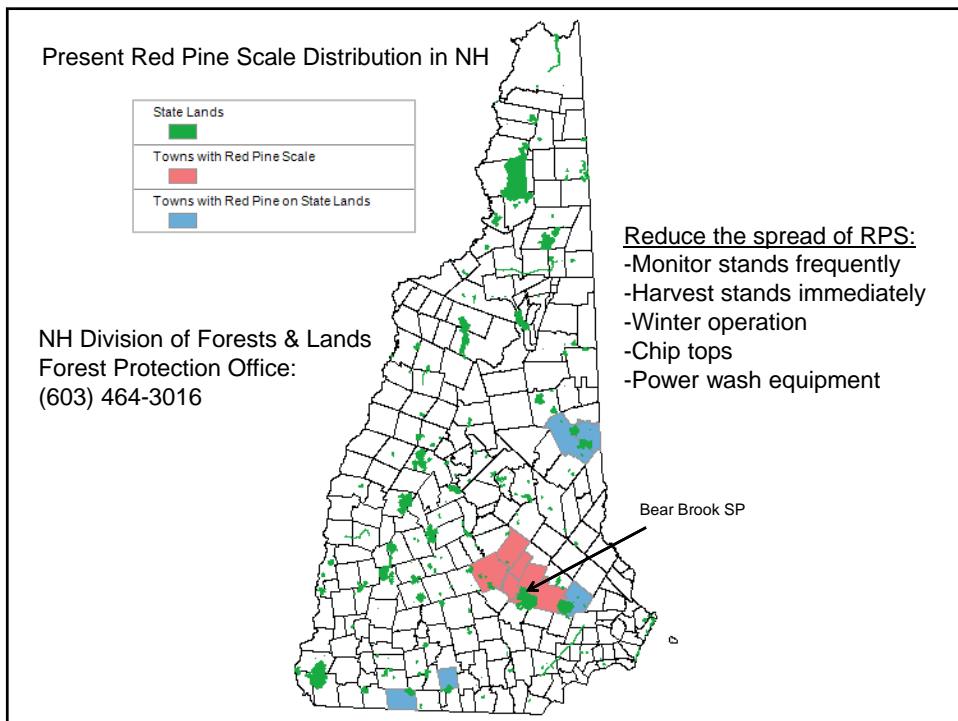 Present Red Pine Scale Distribution in NH
State Lands
Towns with Red Pine Scale
Towns with Red Pine on State Lands
Reduce the spread of RPS:
-Monitor stands frequently
-Harvest stands immediately
-Winter operation
-Chip tops
-Power wash equipment
NH Division of Forests & Lands
Forest Protection Office:
(603) 464-3016
Bear Brook SP